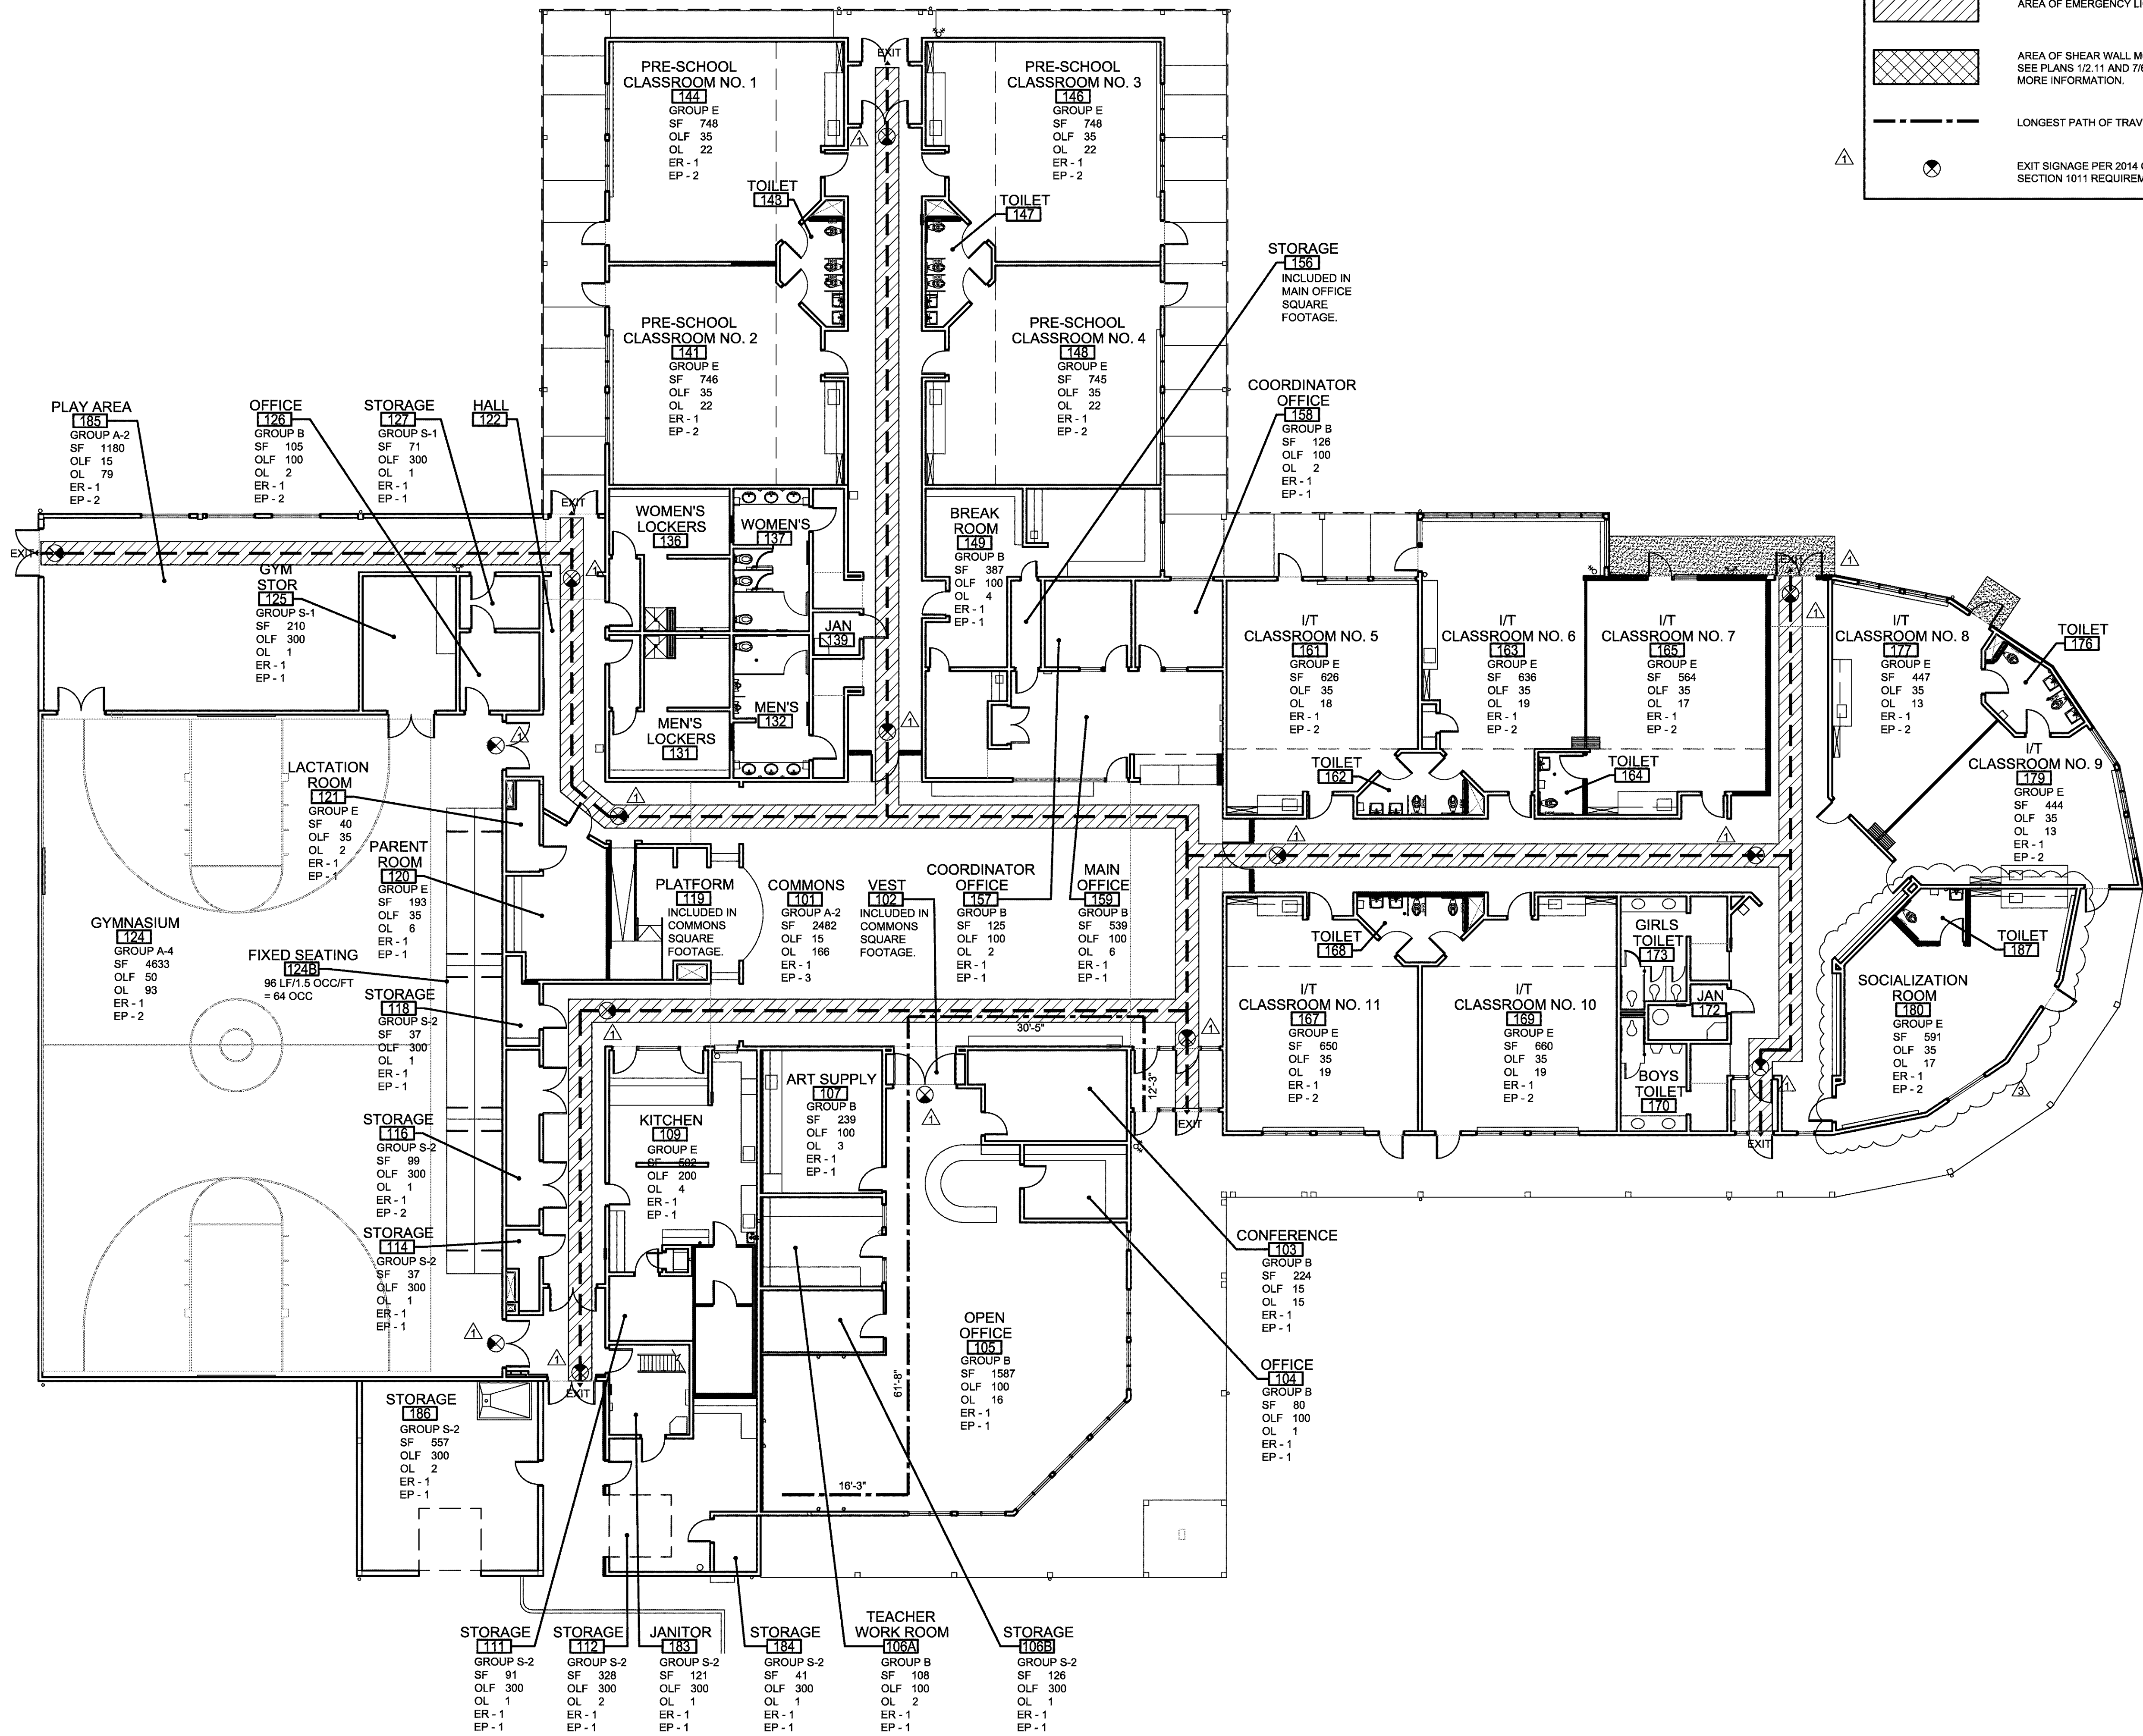 AREA OF EMERGENCY
AREA OF SHEAR WALL
SEE PLANS 1/2.11 AND
MORE INFORMATION.
LONGEST PATH OF
1
EXIT SIGNAGE PER 2014
SECTION 1011
PRE-SCHOOL
CLASSROOM NO. 1
144
GROUP E
SF 748
OLF 35
OL 22
ER - 1
EP - 2
EXIT
1
PRE-SCHOOL
CLASSROOM NO. 3
146
GROUP E
SF 748
OLF 35
OL 22
ER - 1
EP - 2
TOILET
143
TOILET
147
STORAGE
156
INCLUDED IN
MAIN OFFICE
SQUARE
FOOTAGE.
PRE-SCHOOL
CLASSROOM NO. 2
141
GROUP E
SF 746
OLF 35
OL 22
ER - 1
EP - 2
PRE-SCHOOL
CLASSROOM NO. 4
148
GROUP E
SF 745
OLF 35
OL 22
ER - 1
EP - 2
COORDINATOR
OFFICE
158
GROUP B
SF 126
OLF 100
OL 2
ER - 1
EP - 1
PLAY AREA
185
GROUP A-2
SF 1180
OLF 15
OL 79
ER - 1
EP - 2
OFFICE
126
GROUP B
SF 105
OLF 100
OL 2
ER - 1
EP - 2
STORAGE
127
GROUP S-1
SF 71
OLF 300
OL 1
ER - 1
EP - 1
HALL
122
EXIT
EXIT
1
GYM
STOR
125
GROUP S-1
SF 210
OLF 300
OL 1
ER - 1
EP - 1
WOMEN'S
LOCKERS
136
WOMEN'S
137
JAN
139
MEN'S
LOCKERS
131
MEN'S
132
BREAK
ROOM
149
GROUP B
SF 387
OLF 100
OL 4
ER - 1
EP - 1
1
I/T
CLASSROOM NO. 5
161
GROUP E
SF 626
OLF 35
OL 18
ER - 1
EP - 2
I/T
CLASSROOM NO. 6
163
GROUP E
SF 636
OLF 35
OL 19
ER - 1
EP - 2
I/T
CLASSROOM NO. 7
165
GROUP E
SF 564
OLF 35
OL 17
ER - 1
EP - 2
EXIT
1
1
I/T
CLASSROOM NO. 8
177
GROUP E
SF 447
OLF 35
OL 13
ER - 1
EP - 2
TOILET
176
I/T
CLASSROOM NO. 9
179
GROUP E
SF 444
OLF 35
OL 13
ER - 1
EP - 2
TOILET
162
TOILET
164
1
1
1
1
LACTATION
ROOM
121
GROUP E
SF 40
OLF 35
OL 2
ER - 1
EP - 1
PARENT
ROOM
120
GROUP E
SF 193
OLF 35
OL 6
ER - 1
EP - 1
GYMNASIUM
124
GROUP A-4
SF 4633
OLF 50
OL 93
ER - 1
EP - 2
FIXED SEATING
124B
96 LF/1.5 OCC/FT
= 64 OCC
PLATFORM
119
INCLUDED IN
COMMONS
SQUARE
FOOTAGE.
COMMONS
101
GROUP A-2
SF 2482
OLF 15
OL 166
ER - 1
EP - 3
VEST
102
INCLUDED IN
COMMONS
SQUARE
FOOTAGE.
COORDINATOR
OFFICE
157
GROUP B
SF 125
OLF 100
OL 2
ER - 1
EP - 1
MAIN
OFFICE
159
GROUP B
SF 539
OLF 100
OL 6
ER - 1
EP - 1
TOILET
168
I/T
CLASSROOM NO. 11
167
GROUP E
SF 650
OLF 35
OL 19
ER - 1
EP - 2
I/T
CLASSROOM NO. 10
169
GROUP E
SF 660
OLF 35
OL 19
ER - 1
EP - 2
GIRLS
TOILET
173
JAN
172
BOYS
TOILET
170
TOILET
187
SOCIALIZATION
ROOM
180
GROUP E
SF 591
OLF 35
OL 17
ER - 1
EP - 2
3
1
EXIT
STORAGE
118
GROUP S-2
SF 37
OLF 300
OL 1
ER - 1
EP - 1
1
30'-5"
1
12'-3"
EXIT
STORAGE
116
GROUP S-2
SF 99
OLF 300
OL 1
ER - 1
EP - 2
KITCHEN
109
GROUP E
SF 502
OLF 200
OL 4
ER - 1
EP - 1
ART SUPPLY
107
GROUP B
SF 239
OLF 100
OL 3
ER - 1
EP - 1
1
STORAGE
114
GROUP S-2
SF 37
OLF 300
OL 1
ER - 1
EP - 1
1
1
EXIT
CONFERENCE
103
GROUP B
SF 224
OLF 15
OL 15
ER - 1
EP - 1
OPEN
OFFICE
105
GROUP B
SF 1587
OLF 100
OL 16
ER - 1
EP - 1
61'-8"
16'-3"
OFFICE
104
GROUP B
SF 80
OLF 100
OL 1
ER - 1
EP - 1
STORAGE
186
GROUP S-2
SF 557
OLF 300
OL 2
ER - 1
EP - 1
STORAGE
111
GROUP S-2
SF 91
OLF 300
OL 1
ER - 1
EP - 1
STORAGE
112
GROUP S-2
SF 328
OLF 300
OL 2
ER - 1
EP - 1
JANITOR
183
GROUP S-2
SF 121
OLF 300
OL 1
ER - 1
EP - 1
STORAGE
184
GROUP S-2
SF 41
OLF 300
OL 1
ER - 1
EP - 1
TEACHER
WORK ROOM
106A
GROUP B
SF 108
OLF 100
OL 2
ER - 1
EP - 1
STORAGE
106B
GROUP S-2
SF 126
OLF 300
OL 1
ER - 1
EP - 1